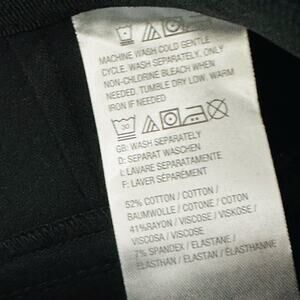 MACHINE WASH COLD GENTLE
CYCLE. WASH SEPARATELY. ONLY
NON-CHLORINE BLEACH WHEN
NEEDED. TUMBLE DRY LOW. WARM
IRON IF NEEDED
30
GB: WASH SEPARATELY
D: SEPARAT WASCHEN
I: LAVARE SEPARATAMENTE
F: LAVER SÉPARÉMENT
52% COTTON / COTONE /
BAUMWOLLE / COTONE / COTON
41%RAYON / VISCOSE / VISKOSE /
VISCOSA / VISCOSE
7% SPANDEX / ELASTANE /
ELASTHAN / ELASTAN / ÉLASTHANNE